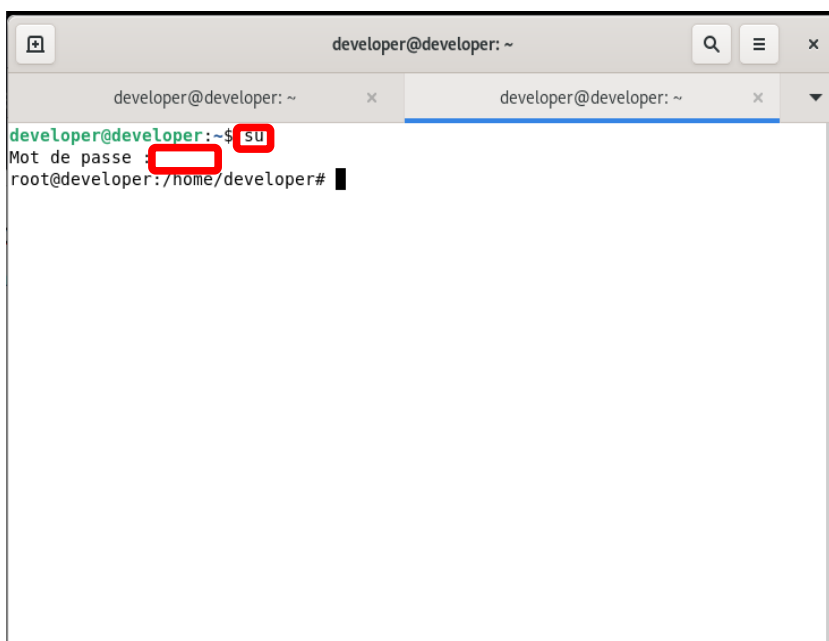 developer@developer: ~
developer@developer: ~
developer@developer: ~
developer@developer:~$ su
Mot de passe :
root@developer:/home/developer#